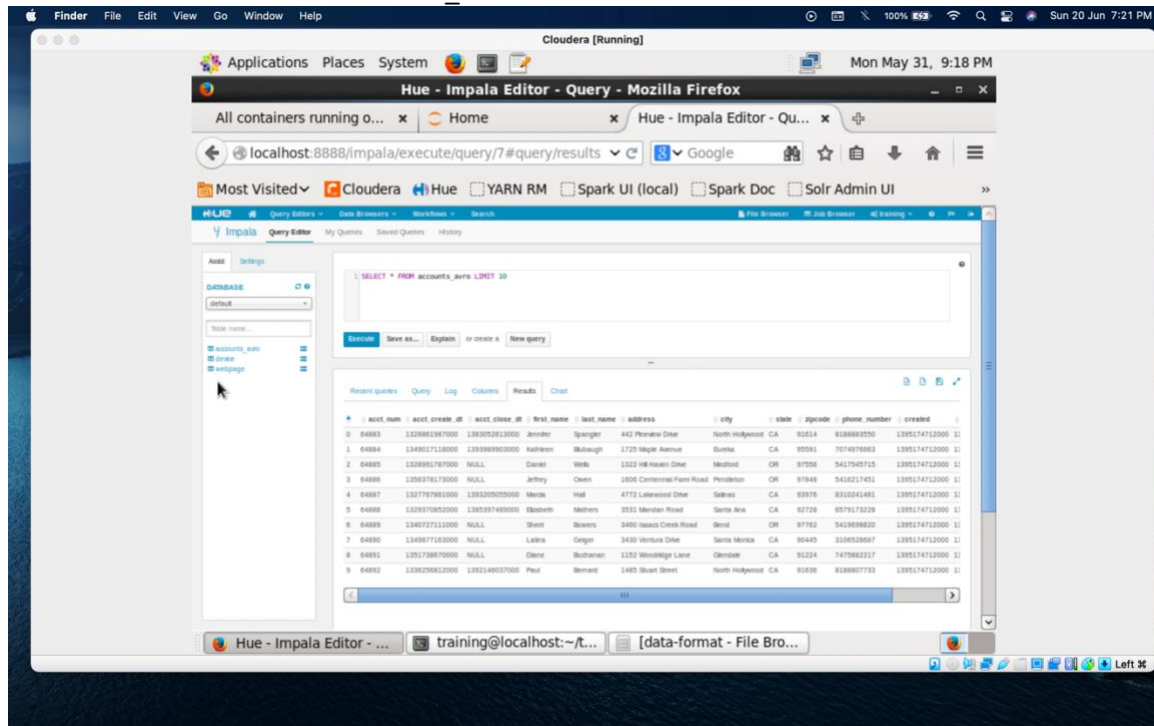 Finder File Edit View Go Window Help 100% Sun 20 Jun 7:21 PM
Cloudera [Running]
Applications Places System Mon May 31, 9:18 PM
Hue - Impala Editor - Query - Mozilla Firefox
All containers running o... Home Hue - Impala Editor - Qu...
localhost:8888/impala/execute/query/7#query/results Google
Most Visited Cloudera Hue YARN RM Spark UI (local) Spark Doc Solr Admin UI »
HUE Query Editors Data Browsers Workflows Search File Browser Job Browser training
Impala Query Editor My Queries Saved Queries History
Assist Settings
1 SELECT * FROM accounts_avro LIMIT 10
DATABASE
default
Table name...
Execute Save as... Explain or create a New query
accounts_avro
device
webpage
Recent queries Query Log Columns Results Chart
acct_num acct_create_dt acct_close_dt first_name last_name address city state zipcode phone_number created
0 64883 1328861987000 1383052613000 Jennifer Spangler 442 Drive North Hollywood CA 91614 8188883550 1395174712000
1 64884 1349017118000 1393989903000 Kathleen 1725 Maple Avenue Eureka CA 95591 7074976663 1395174712000
2 64885 1328991787000 NULL Daniel Wells 1322 Hill Haven Drive Medford OR 97556 5417545715 1395174712000
3 64886 1356378173000 NULL Jeffrey Owen 1606 Centennial Farm Road Pendleton OR 97848 5416217451 1395174712000
4 64887 1327767861000 1393205055000 Marcia Hall 4772 Lakewood Drive Salinas CA 93976 8310241481 1395174712000
5 64888 1329370852000 1385397489000 Elizabeth Mathers 3531 Mandan Road Santa Ana CA 92728 6579173228 1395174712000
6 64889 1340727111000 NULL Sherri Bowers 3460 Isaacs Creek Road Bend OR 97762 5419698820 1395174712000
7 64890 1349877163000 NULL Latina Geiger 3430 Ventura Drive Santa Monica CA 90445 3106528687 1395174712000
8 64891 1351738670000 NULL Diane Buchanan 1152 Woodridge Lane Glendale CA 91224 7475882217 1395174712000
9 64892 1336256812000 1392146037000 Paul Bernard 1485 Stuart Street North Hollywood CA 91636 8188807733 1395174712000
Hue - Impala Editor - ... training@localhost:~/t... [data-format - File Bro...
Left ⌘